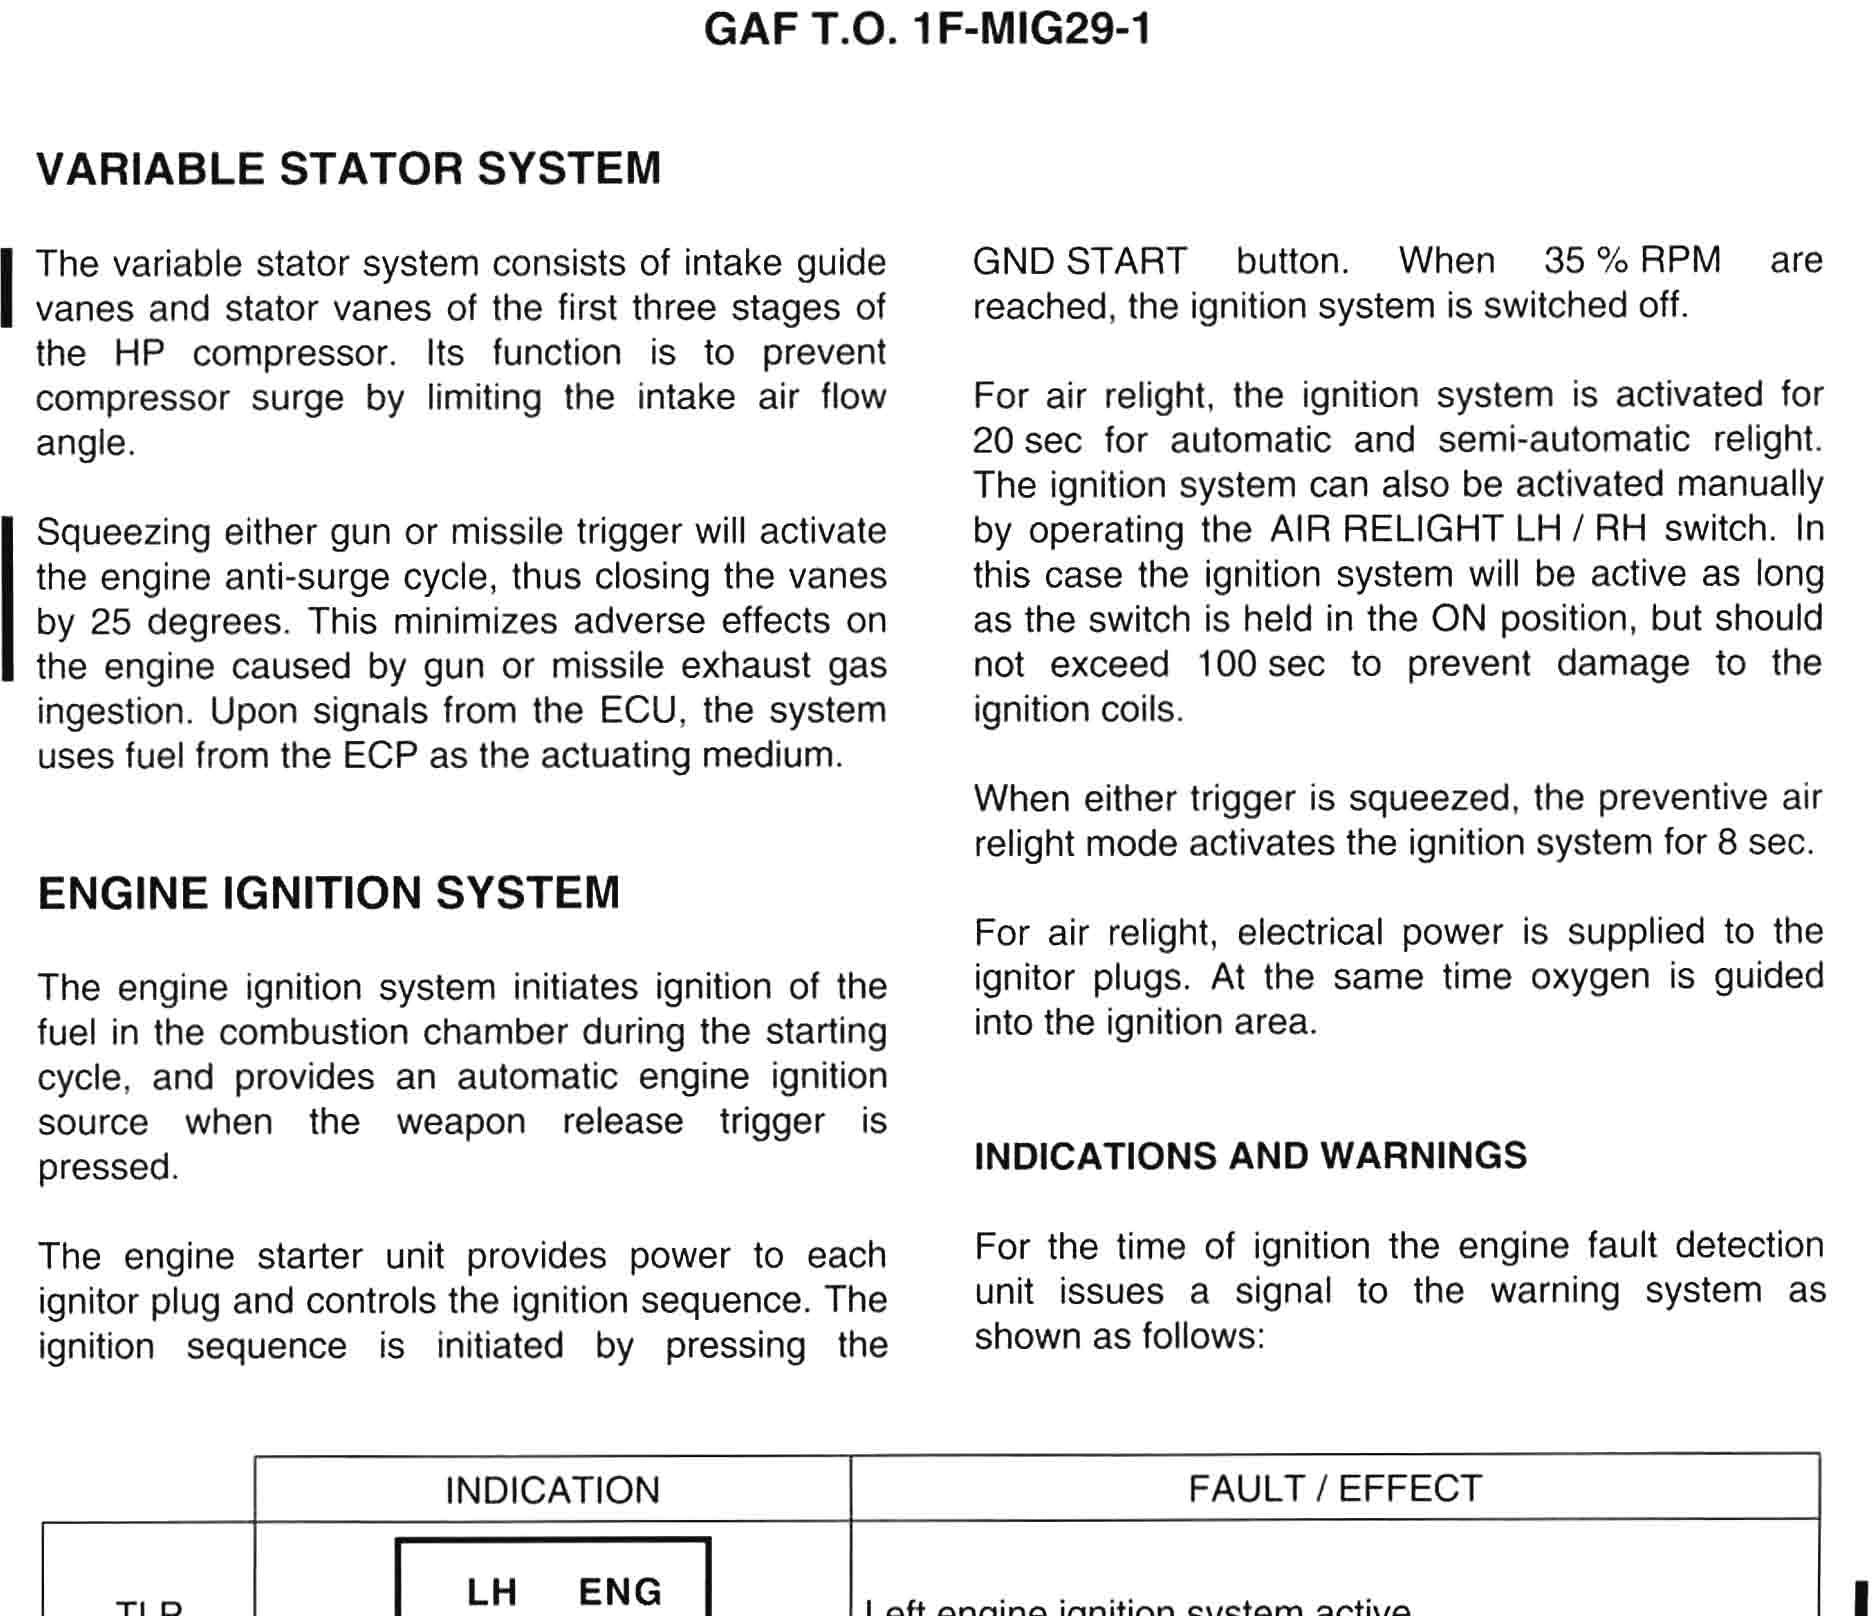 GAF T.O. 1F-MIG29-1
VARIABLE STATOR SYSTEM
The variable stator system consists of intake guide
vanes and stator vanes of the first three stages of
the HP compressor. Its function is to prevent
compressor surge by limiting the intake air flow
angle.
Squeezing either gun or missile trigger will activate
the engine anti-surge cycle, thus closing the vanes
by 25 degrees. This minimizes adverse effects on
the engine caused by gun or missile exhaust gas
ingestion. Upon signals from the ECU, the system
uses fuel from the ECP as the actuating medium.
ENGINE IGNITION SYSTEM
The engine ignition system initiates ignition of the
fuel in the combustion chamber during the starting
cycle, and provides an automatic engine ignition
source when the weapon release trigger is
pressed.
The engine starter unit provides power to each
ignitor plug and controls the ignition sequence. The
ignition sequence is initiated by pressing the
GND START button. When 35 % RPM are
reached, the ignition system is switched off.
For air relight, the ignition system is activated for
20 sec for automatic and semi-automatic relight.
The ignition system can also be activated manually
by operating the AIR RELIGHT LH / RH switch. In
this case the ignition system will be active as long
as the switch is held in the ON position, but should
not exceed 100 sec to prevent damage to the
ignition coils.
When either trigger is squeezed, the preventive air
relight mode activates the ignition system for 8 sec.
For air relight, electrical power is supplied to the
ignitor plugs. At the same time oxygen is guided
into the ignition area.
INDICATIONS AND WARNINGS
For the time of ignition the engine fault detection
unit issues a signal to the warning system as
shown as follows:
INDICATION
FAULT / EFFECT
LH ENG
Left engine ignition system active